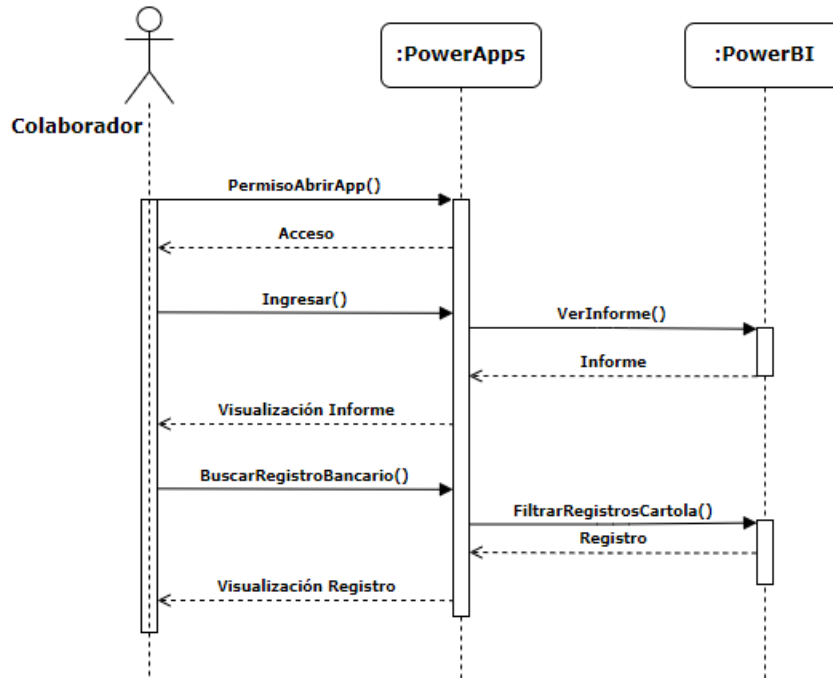 :PowerApps
:PowerBI
Colaborador
PermisoAbrirApp()
Acceso
Ingresar()
VerInforme()
Informe
Visualización Informe
BuscarRegistroBancario()
FiltrarRegistrosCartola()
Registro
Visualización Registro